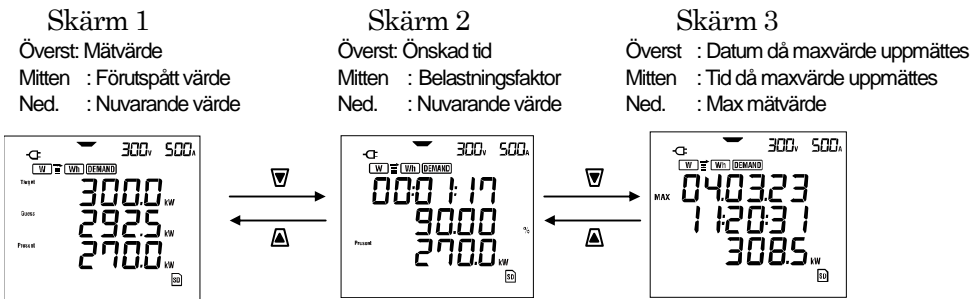 Skärm 1
Överst: Mätvärde
Mitten : Förutspått värde
Ned. : Nuvarande värde
300v 500A
W Wh DEMAND
Target 300.0 kW
Guess 292.5 kW
Present 270.0 kW
SD
Skärm 2
Överst: Önskad tid
Mitten : Belastningsfaktor
Ned. : Nuvarande värde
300v 500A
W Wh DEMAND
00:01:17
90.00 %
Present 270.0 kW
SD
Skärm 3
Överst : Datum då maxvärde uppmättes
Mitten : Tid då maxvärde uppmättes
Ned. : Max mätvärde
300v 500A
W Wh DEMAND
MAX 04.03.23
11:20:31
308.5 kW
SD